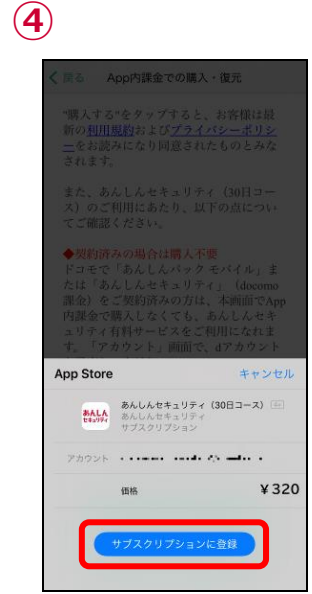 ④
戻る App内課金での購入・復元
"購入する"をタップすると、お客様は最
新の利用規約およびプライバシーポリシ
ーをお読みになり同意されたものとみな
されます。
また、あんしんセキュリティ（30日コー
ス）のご利用にあたり、以下の点につい
てご確認ください。
◆契約済みの場合は購入不要
ドコモで「あんしんパック モバイル」ま
たは「あんしんセキュリティ」（docomo
課金）をご契約済みの方は、本画面でApp
内課金で購入しなくても、あんしんセキ
ュリティ有料サービスをご利用になれま
す。「アカウント」画面で、dアカウント
App Store キャンセル
あんしん
セキュリティ
あんしんセキュリティ（30日コース） 4+
あんしんセキュリティ
サブスクリプション
アカウント
価格 ¥320
サブスクリプションに登録